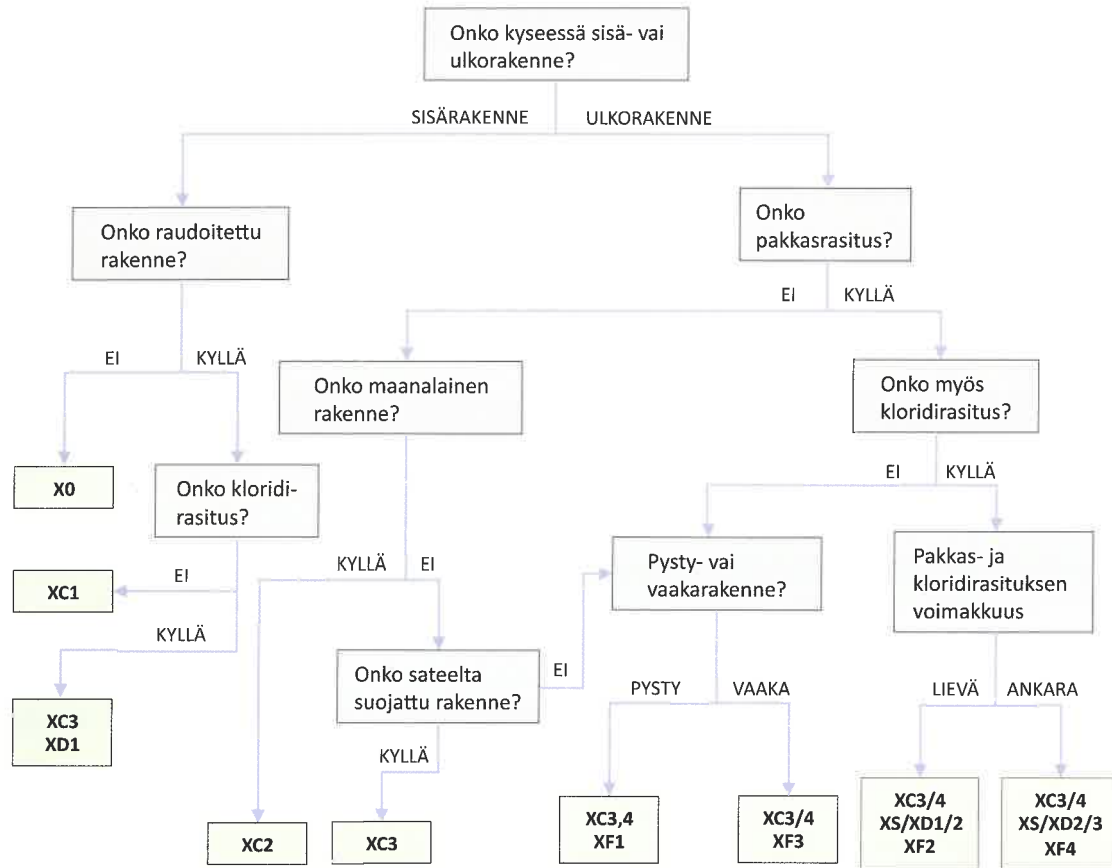 Onko kyseessä sisä- vai
ulkorakenne?
SISÄRAKENNE
ULKORAKENNE
Onko raudoitettu
rakenne?
Onko
pakkasrasitus?
EI
KYLLÄ
EI
KYLLÄ
Onko maanalainen
rakenne?
Onko myös
kloridirasitus?
X0
Onko kloridi-
rasitus?
EI
KYLLÄ
EI
XC1
KYLLÄ
KYLLÄ
EI
Pysty- vai
vaakarakenne?
Pakkas- ja
kloridirasituksen
voimakkuus
XC3
XD1
Onko sateelta
suojattu rakenne?
EI
PYSTY
VAAKA
LIEVÄ
ANKARA
KYLLÄ
XC2
XC3
XC3,4
XF1
XC3/4
XF3
XC3/4
XS/XD1/2
XF2
XC3/4
XS/XD2/3
XF4